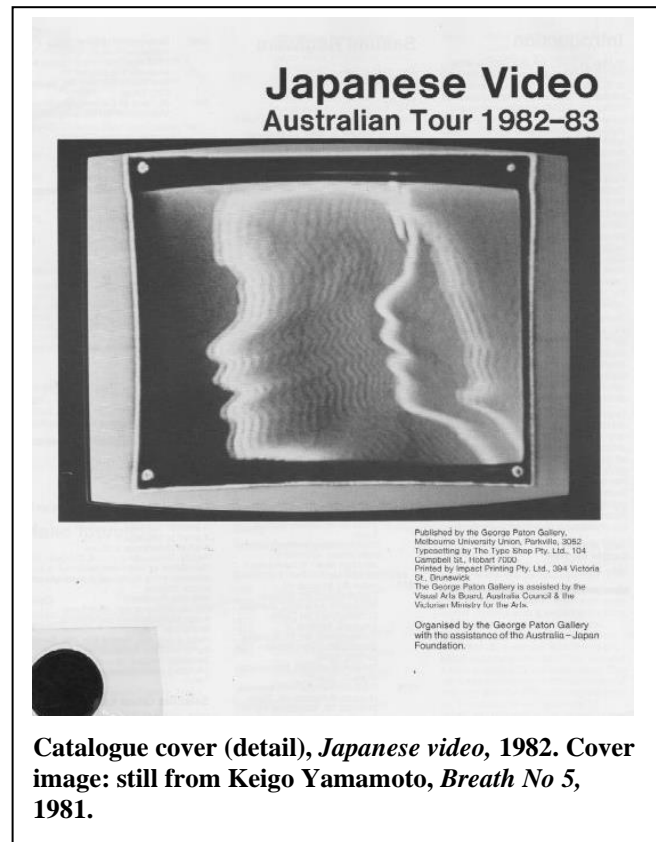 Japanese Video
Australian Tour 1982–83
Published by the George Paton Gallery,
Melbourne University Union, Parkville, 3052
Typesetting by The Type Shop Pty. Ltd., 104
Campbell St., Hobart 7000
Printed by Impact Printing Pty. Ltd., 394 Victoria
St., Brunswick
The George Paton Gallery is assisted by the
Visual Arts Board, Australia Council & the
Victorian Ministry for the Arts.
Organised by the George Paton Gallery
with the assistance of the Australia–Japan
Foundation.
Catalogue cover (detail), Japanese video, 1982. Cover
image: still from Keigo Yamamoto, Breath No 5,
1981.